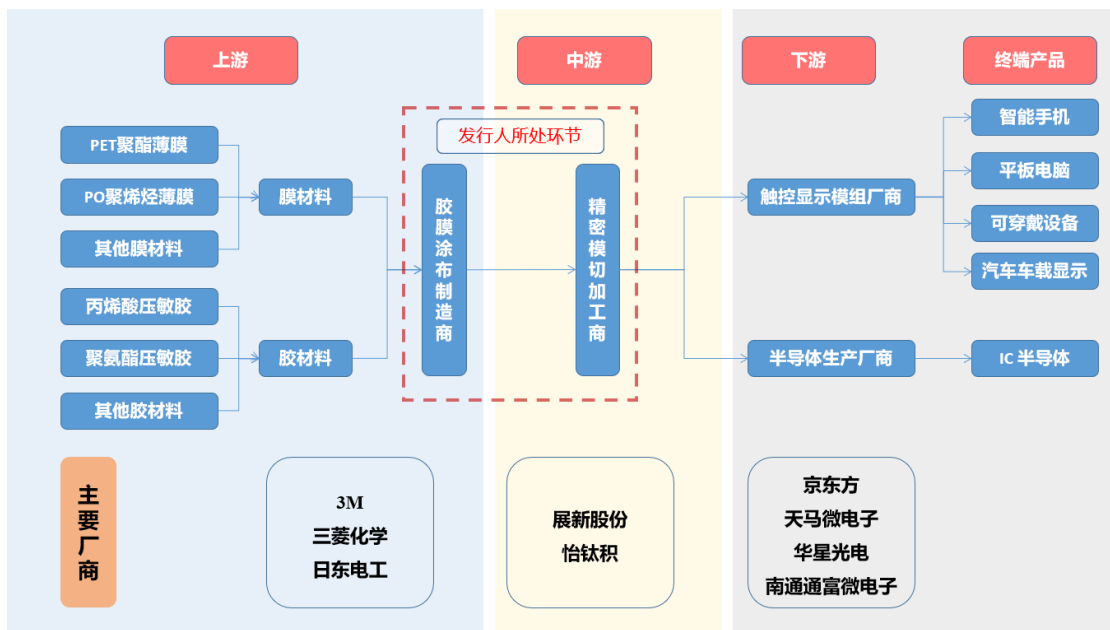 上游
中游
下游
终端产品
发行人所处环节
PET聚酯薄膜
PO聚烯烃薄膜
其他膜材料
膜材料
丙烯酸压敏胶
聚氨酯压敏胶
其他胶材料
胶材料
胶膜涂布制造商
精密模切加工商
触控显示模组厂商
半导体生产厂商
智能手机
平板电脑
可穿戴设备
汽车车载显示
IC 半导体
主要厂商
3M
三菱化学
日东电工
展新股份
怡钛积
京东方
天马微电子
华星光电
南通通富微电子